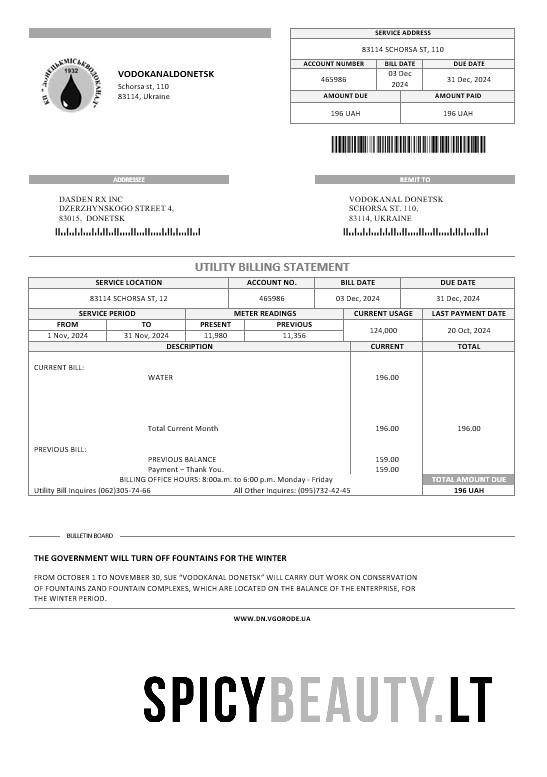 SERVICE ADDRESS
83114 SCHORSA ST, 110
ACCOUNT NUMBER BILL DATE DUE DATE
465986 03 Dec 2024 31 Dec, 2024
AMOUNT DUE AMOUNT PAID
196 UAH 196 UAH
КП "ДОНЕЦЬКМІСЬКВОДОКАНАЛ"
1932
VODOKANALDONETSK
Schorsa st, 110
83114, Ukraine
ADDRESSEE REMIT TO
DASDEN RX INC VODOKANAL DONETSK
DZERZHYNSKOGO STREET 4, SCHORSA ST. 110,
83015, DONETSK 83114, UKRAINE
UTILITY BILLING STATEMENT
SERVICE LOCATION ACCOUNT NO. BILL DATE DUE DATE
83114 SCHORSA ST, 12 465986 03 Dec, 2024 31 Dec, 2024
SERVICE PERIOD METER READINGS CURRENT USAGE LAST PAYMENT DATE
FROM TO PRESENT PREVIOUS 124,000 20 Oct, 2024
1 Nov, 2024 31 Nov, 2024 11,980 11,356
DESCRIPTION CURRENT TOTAL
CURRENT BILL:
WATER 196.00
Total Current Month 196.00 196.00
PREVIOUS BILL:
PREVIOUS BALANCE 159.00
Payment – Thank You. 159.00
BILLING OFFICE HOURS: 8:00a.m. to 6:00 p.m. Monday - Friday TOTAL AMOUNT DUE
Utility Bill Inquires (062)305-74-66 All Other Inquires: (095)732-42-45 196 UAH
BULLETIN BOARD
THE GOVERNMENT WILL TURN OFF FOUNTAINS FOR THE WINTER
FROM OCTOBER 1 TO NOVEMBER 30, SUE "VODOKANAL DONETSK" WILL CARRY OUT WORK ON CONSERVATION
OF FOUNTAINS ZAND FOUNTAIN COMPLEXES, WHICH ARE LOCATED ON THE BALANCE OF THE ENTERPRISE, FOR
THE WINTER PERIOD.
WWW.DN.VGORODE.UA
SPICYBEAUTY.LT